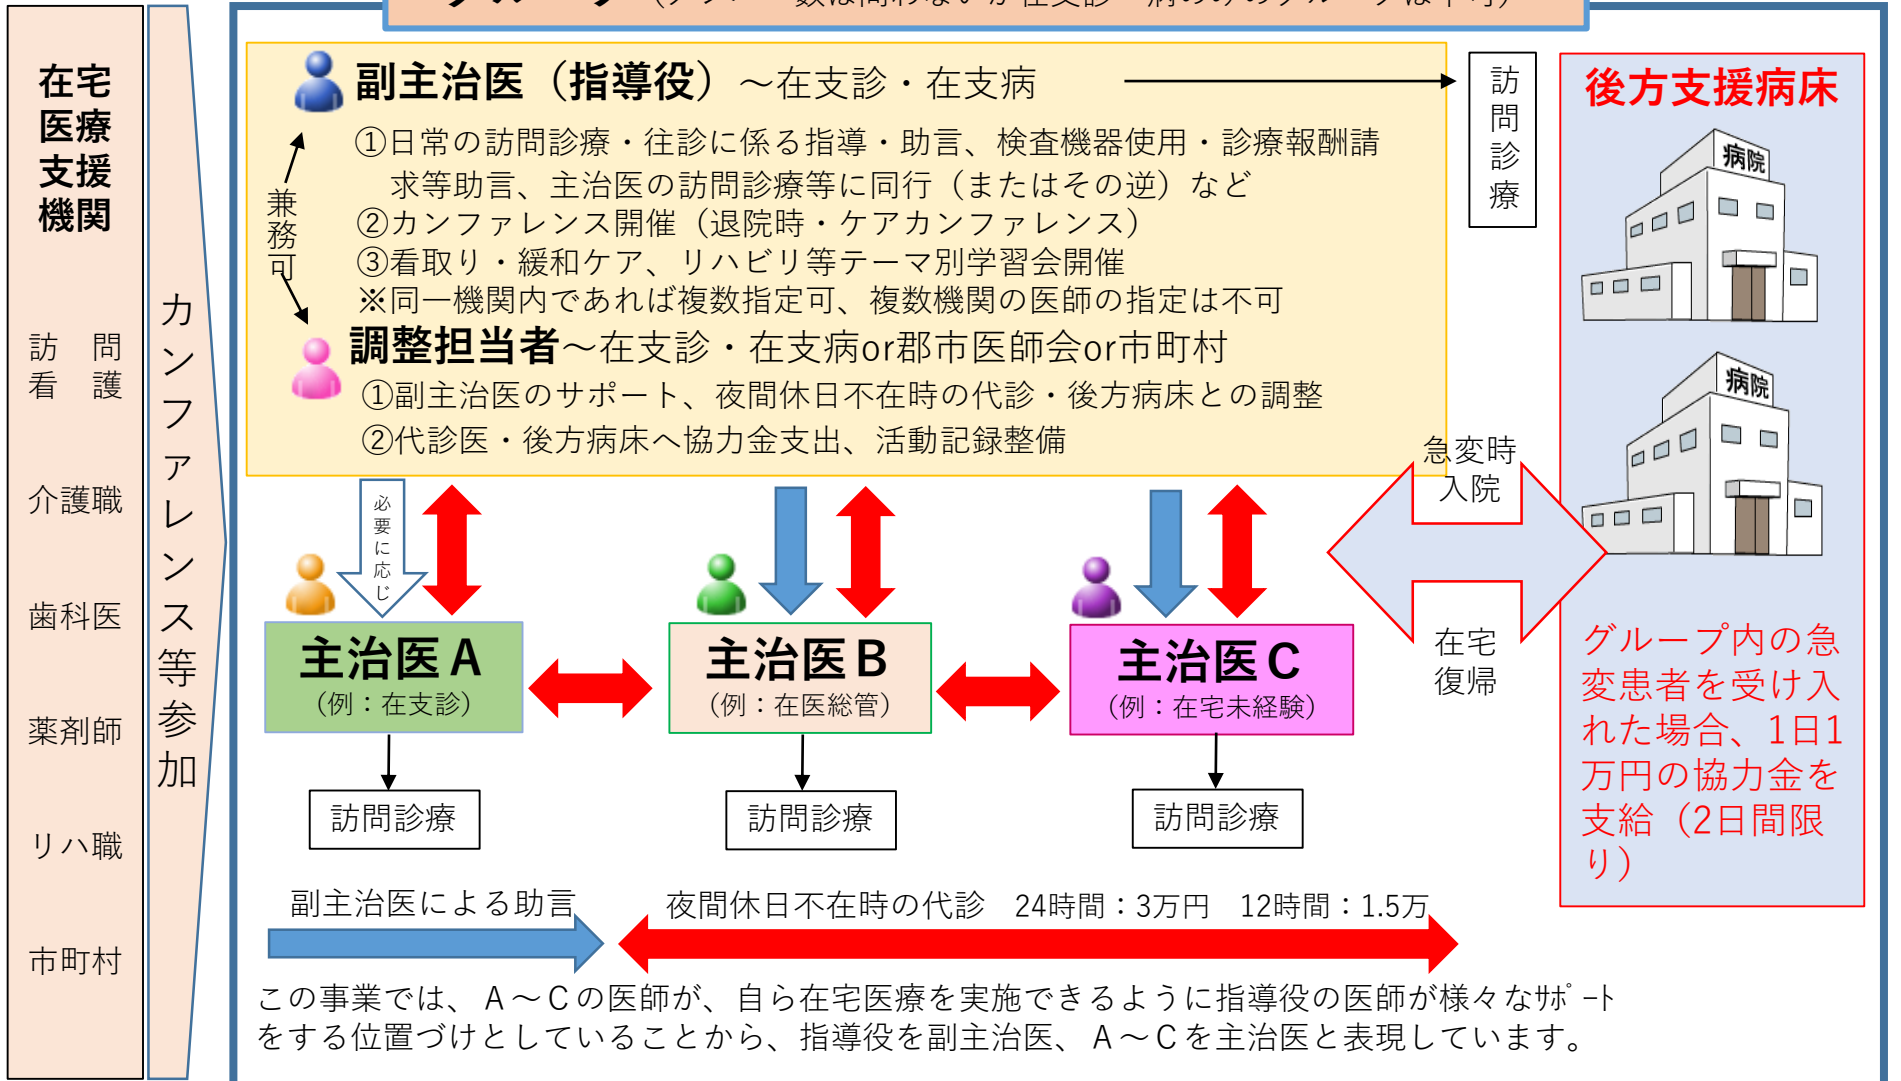 在宅
医療
支援
機関
訪問
看護
介護職
歯科医
薬剤師
リハ職
市町村
カンファレンス等参加
副主治医（指導役）～在支診・在支病
①日常の訪問診療・往診に係る指導・助言、検査機器使用・診療報酬請
求等助言、主治医の訪問診療等に同行（またはその逆）など
②カンファレンス開催（退院時・ケアカンファレンス）
③看取り・緩和ケア、リハビリ等テーマ別学習会開催
※同一機関内であれば複数指定可、複数機関の医師の指定は不可
兼務可
調整担当者～在支診・在支病or郡市医師会or市町村
①副主治医のサポート、夜間休日不在時の代診・後方病床との調整
②代診医・後方病床へ協力金支出、活動記録整備
訪問診療
必要に応じ
主治医Ａ
（例：在支診）
主治医Ｂ
（例：在医総管）
主治医Ｃ
（例：在宅未経験）
訪問診療
訪問診療
訪問診療
急変時
入院
在宅
復帰
後方支援病床
病院
病院
グループ内の急
変患者を受け入
れた場合、1日1
万円の協力金を
支給（2日間限
り）
副主治医による助言
夜間休日不在時の代診　24時間：3万円　12時間：1.5万
この事業では、Ａ～Ｃの医師が、自ら在宅医療を実施できるように指導役の医師が様々なｻﾎﾟｰﾄ
をする位置づけとしていることから、指導役を副主治医、Ａ～Ｃを主治医と表現しています。